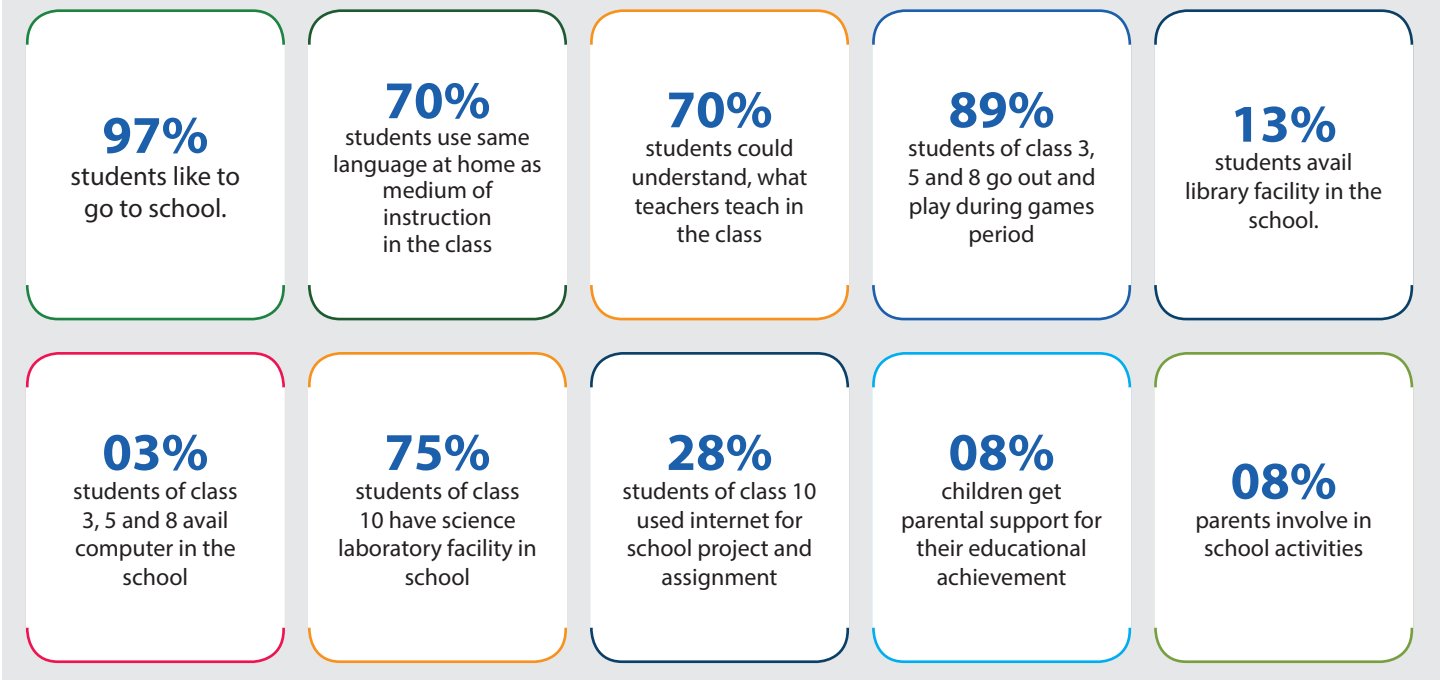 97%
students like to
go to school.
70%
students use same
language at home as
medium of
instruction
in the class
70%
students could
understand, what
teachers teach in
the class
89%
students of class 3,
5 and 8 go out and
play during games
period
13%
students avail
library facility in the
school.
03%
students of class
3, 5 and 8 avail
computer in the
school
75%
students of class
10 have science
laboratory facility in
school
28%
students of class 10
used internet for
school project and
assignment
08%
children get
parental support for
their educational
achievement
08%
parents involve in
school activities